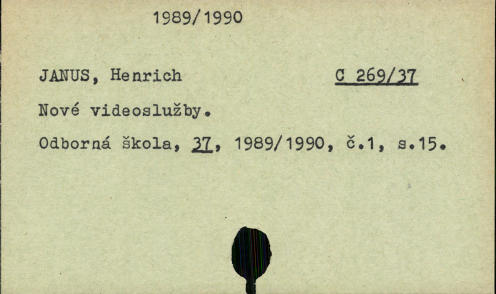 1989/1990
JANUS, Henrich C 269/37
Nové videoslužby.
Odborná škola, 37, 1989/1990, č.1, s.15.